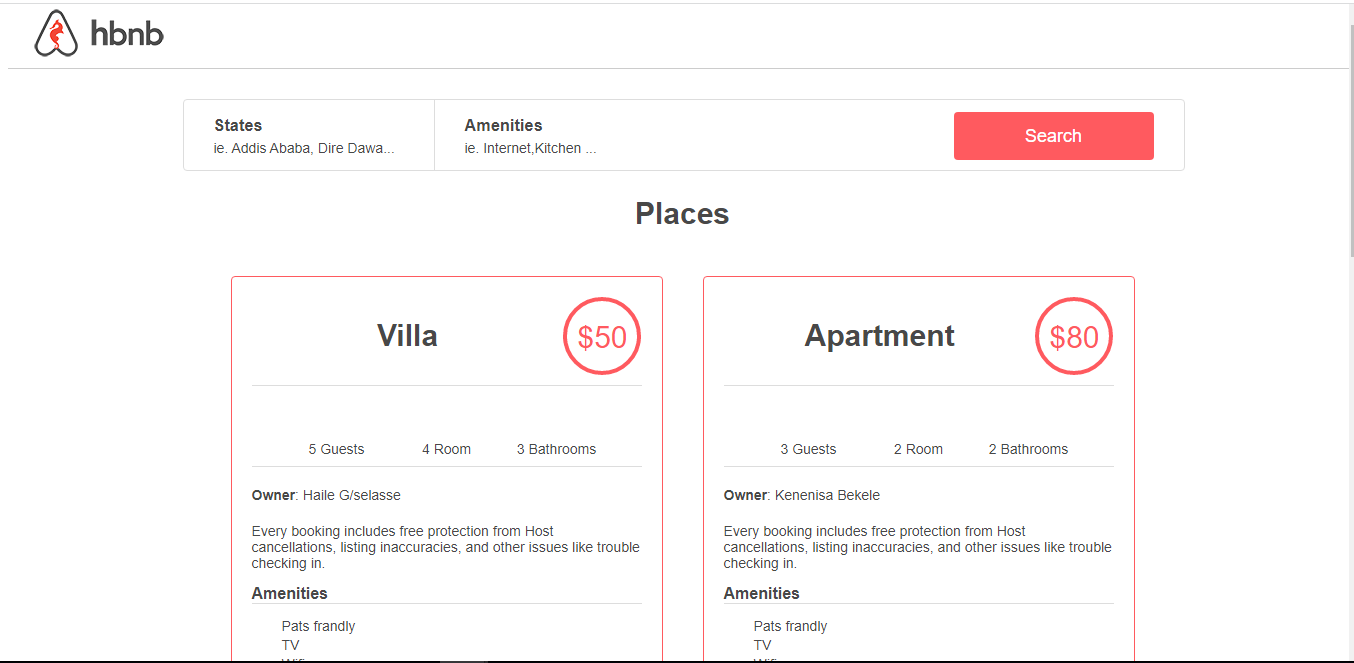 hbnb
States
ie. Addis Ababa, Dire Dawa...
Amenities
ie. Internet,Kitchen ...
Search
Places
Villa
$50
5 Guests
4 Room
3 Bathrooms
Owner: Haile G/selasse
Every booking includes free protection from Host
cancellations, listing inaccuracies, and other issues like trouble
checking in.
Amenities
Pats frandly
TV
Apartment
$80
3 Guests
2 Room
2 Bathrooms
Owner: Kenenisa Bekele
Every booking includes free protection from Host
cancellations, listing inaccuracies, and other issues like trouble
checking in.
Amenities
Pats frandly
TV